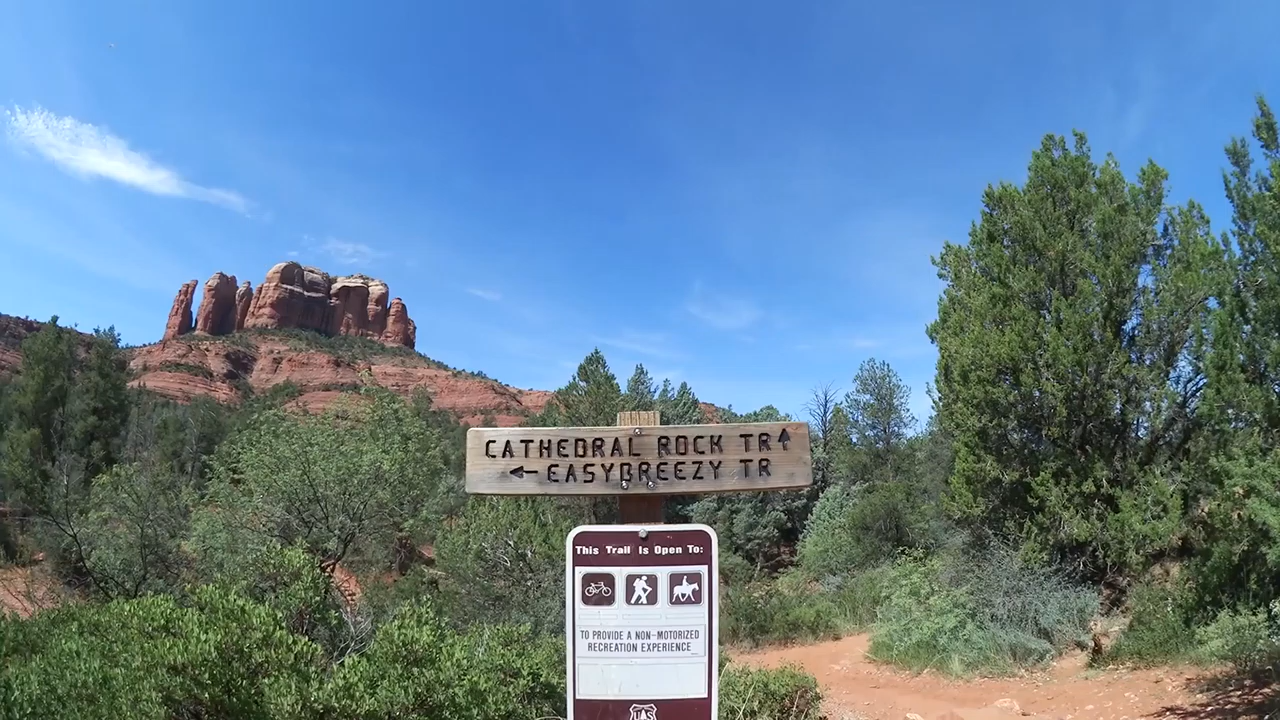 CATHEDRAL ROCK TR ↑
← EASYBREEZY TR
This Trail Is Open To:
TO PROVIDE A NON-MOTORIZED
RECREATION EXPERIENCE
U S